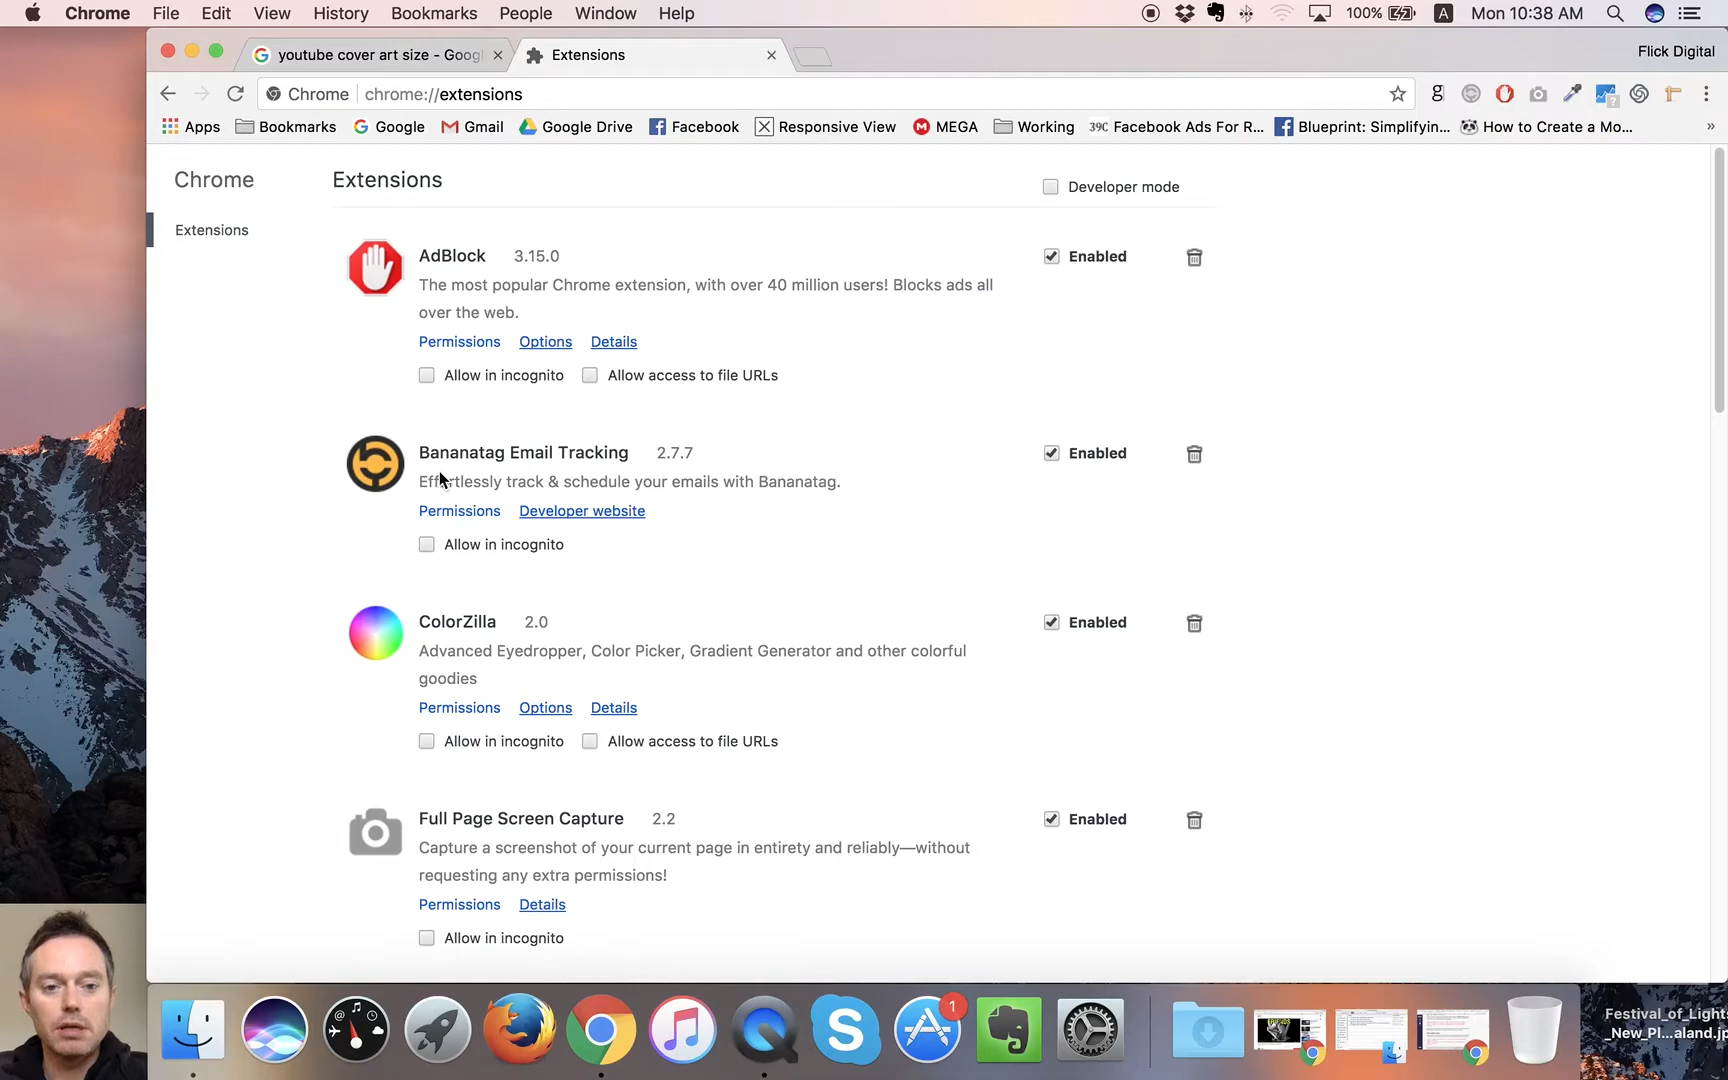 Chrome File Edit View History Bookmarks People Window Help 100% A Mon 10:38 AM
youtube cover art size - Goog Extensions Flick Digital
Chrome chrome://extensions
Apps Bookmarks Google Gmail Google Drive Facebook Responsive View MEGA Working 39C Facebook Ads For R... Blueprint: Simplifyin... How to Create a Mo... »
Chrome Extensions Developer mode
Extensions
AdBlock 3.15.0 Enabled
The most popular Chrome extension, with over 40 million users! Blocks ads all
over the web.
Permissions Options Details
Allow in incognito Allow access to file URLs
Bananatag Email Tracking 2.7.7 Enabled
Effortlessly track & schedule your emails with Bananatag.
Permissions Developer website
Allow in incognito
ColorZilla 2.0 Enabled
Advanced Eyedropper, Color Picker, Gradient Generator and other colorful
goodies
Permissions Options Details
Allow in incognito Allow access to file URLs
Full Page Screen Capture 2.2 Enabled
Capture a screenshot of your current page in entirety and reliably—without
requesting any extra permissions!
Permissions Details
Allow in incognito
1
Festival_of_Lights
_New_Pl...aland.jp